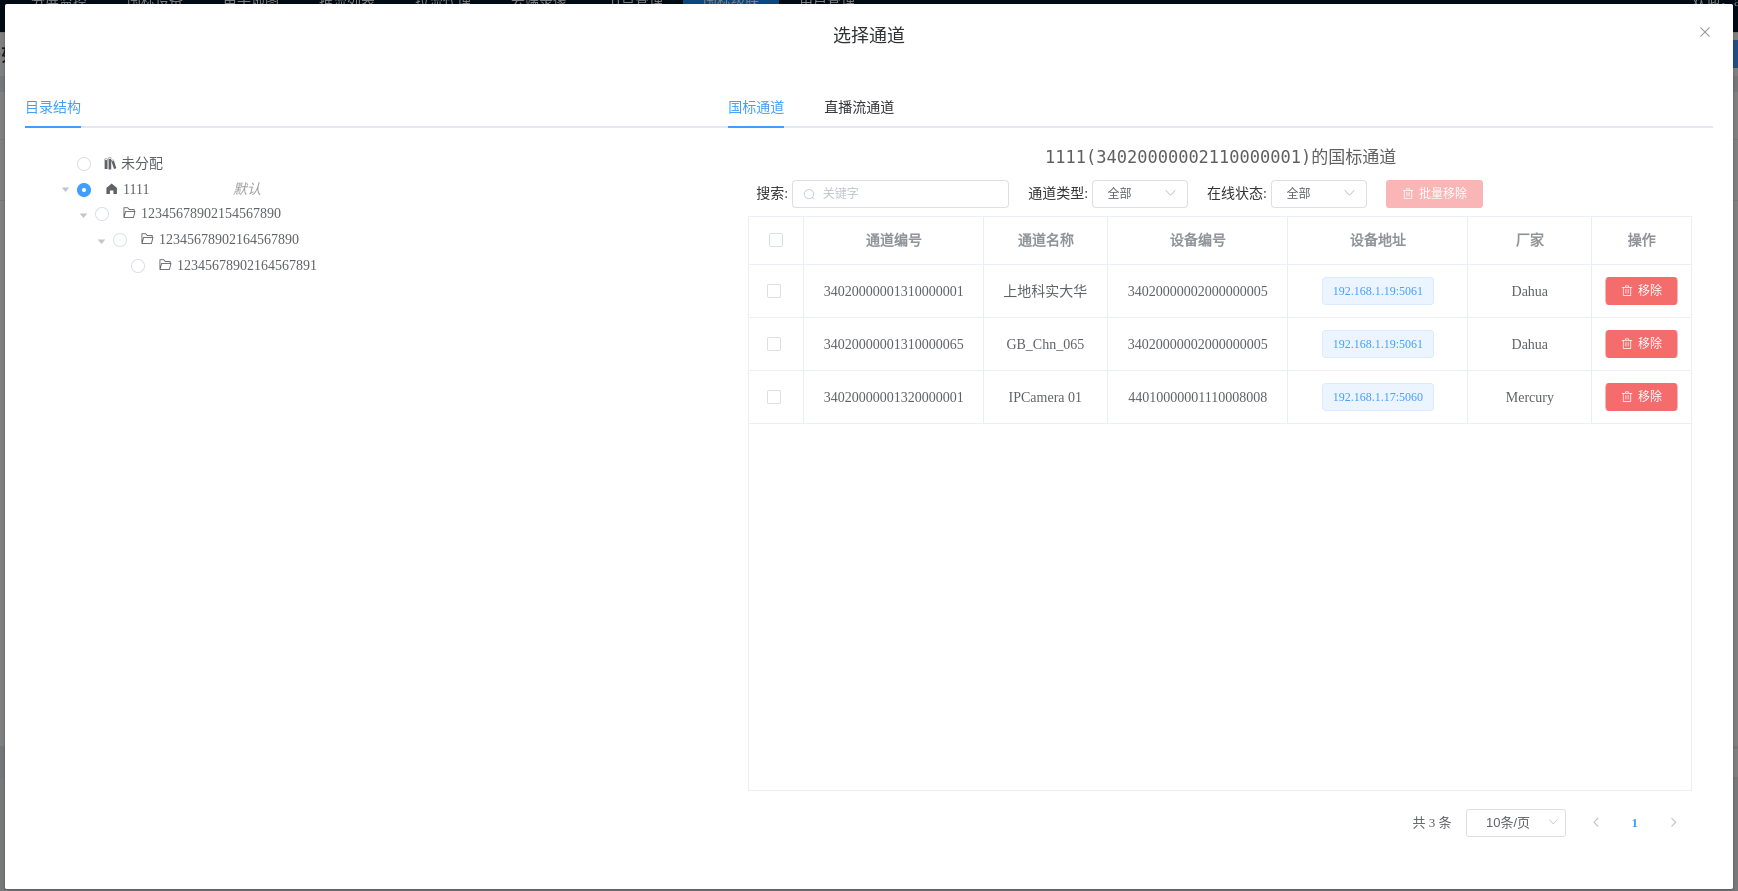 选择通道
目录结构
国标通道 直播流通道
未分配
1111 默认
12345678902154567890
12345678902164567890
12345678902164567891
1111(34020000002110000001)的国标通道
搜索: 关键字 通道类型: 全部 在线状态: 全部 批量移除
通道编号 通道名称 设备编号 设备地址 厂家 操作
34020000001310000001 上地科实大华 34020000002000000005 192.168.1.19:5061 Dahua 移除
34020000001310000065 GB_Chn_065 34020000002000000005 192.168.1.19:5061 Dahua 移除
34020000001320000001 IPCamera 01 44010000001110008008 192.168.1.17:5060 Mercury 移除
共 3 条 10条/页 1